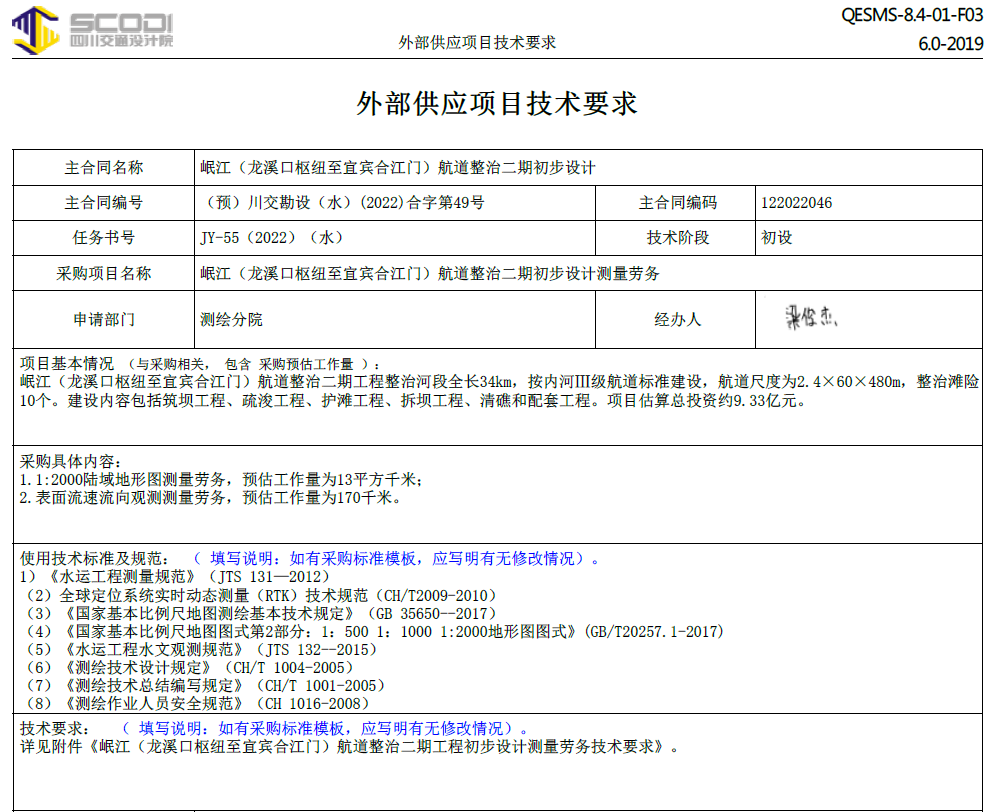 SCODI
四川交通设计院
外部供应项目技术要求
QESMS-8.4-01-F03
6.0-2019
外部供应项目技术要求
主合同名称 岷江（龙溪口枢纽至宜宾合江门）航道整治二期初步设计
主合同编号 （预）川交勘设（水）(2022)合字第49号 主合同编码 122022046
任务书号 JY-55（2022）（水） 技术阶段 初设
采购项目名称 岷江（龙溪口枢纽至宜宾合江门）航道整治二期初步设计测量劳务
申请部门 测绘分院 经办人 梁俊杰
项目基本情况 （与采购相关， 包含 采购预估工作量 ）：
岷江（龙溪口枢纽至宜宾合江门）航道整治二期工程整治河段全长34km，按内河Ⅲ级航道标准建设，航道尺度为2.4×60×480m，整治滩险
10个。建设内容包括筑坝工程、疏浚工程、护滩工程、拆坝工程、清礁和配套工程。项目估算总投资约9.33亿元。
采购具体内容：
1.1:2000陆域地形图测量劳务，预估工作量为13平方千米；
2.表面流速流向观测测量劳务，预估工作量为170千米。
使用技术标准及规范： （ 填写说明：如有采购标准模板，应写明有无修改情况）。
1）《水运工程测量规范》（JTS 131—2012）
（2）全球定位系统实时动态测量（RTK）技术规范（CH/T2009-2010）
（3）《国家基本比例尺地图测绘基本技术规定》（GB 35650--2017）
（4）《国家基本比例尺地图图式第2部分：1：500 1：1000 1:2000地形图图式》(GB/T20257.1-2017)
（5）《水运工程水文观测规范》（JTS 132--2015）
（6）《测绘技术设计规定》（CH/T 1004-2005）
（7）《测绘技术总结编写规定》（CH/T 1001-2005）
（8）《测绘作业人员安全规范》（CH 1016-2008）
技术要求： （ 填写说明：如有采购标准模板，应写明有无修改情况）。
详见附件《岷江（龙溪口枢纽至宜宾合江门）航道整治二期工程初步设计测量劳务技术要求》。